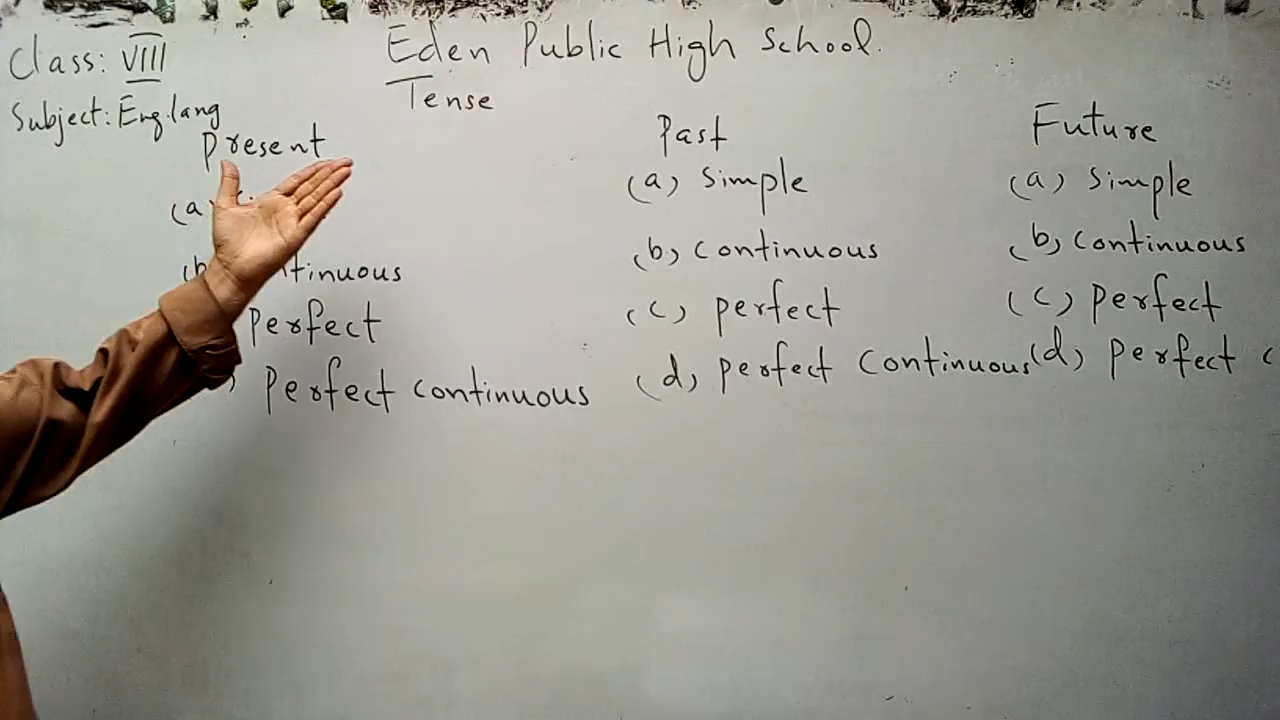 Class: VIII
Eden Public High School.
Subject: Eng.lang
Tense
Present
(a)
continuous
Perfect
Perfect continuous
Past
(a) Simple
(b) continuous
(c) perfect
(d) perfect continuous
Future
(a) Simple
(b) continuous
(c) perfect
(d) perfect c